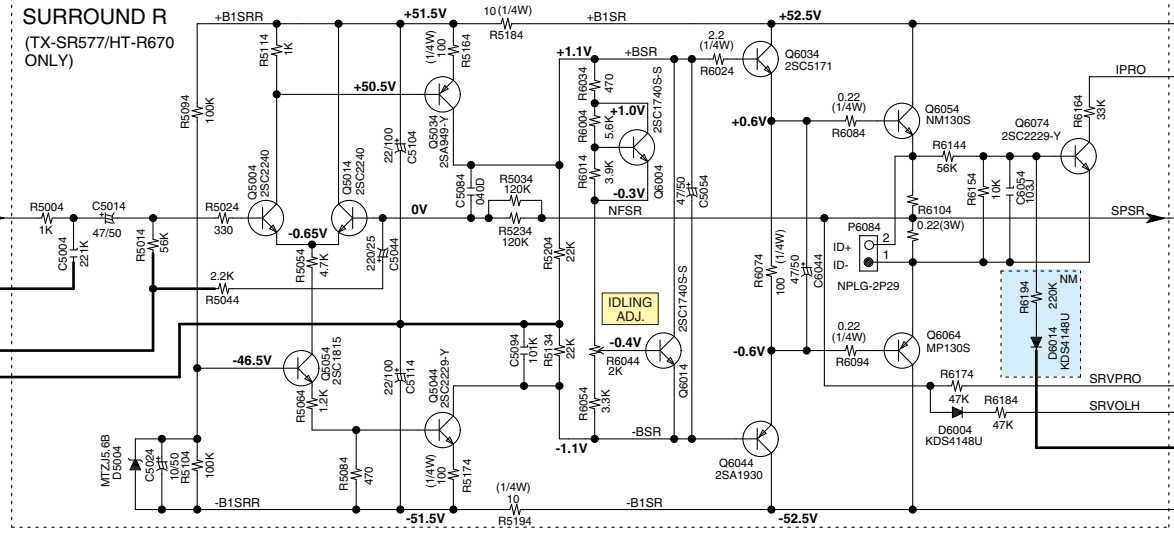 SURROUND R
(TX-SR577/HT-R670
ONLY)
+B1SRR
+51.5V
10 (1/4W)
R5184
+B1SR
+52.5V
R5114
1K
(1/4W)
100
R5164
2.2
(1/4W)
R6024
Q6034
2SC5171
+1.1V
+BSR
IPRO
R5094
100K
+50.5V
Q5034
2SA949-Y
R6034
470
+1.0V
2SC1740S-S
Q6004
R6004
5.6K
R6014
3.9K
-0.3V
+0.6V
0.22
(1/4W)
R6084
Q6054
NM130S
Q6074
2SC2229-Y
R6164
33K
22/100
C5104
Q5004
2SC2240
Q5014
2SC2240
C5084
040D
R5034
120K
R5234
120K
47/50
C5054
R6144
56K
R6154
10K
C6054
103J
R5004
1K
C5014
47/50
R5024
330
0V
NFSR
SPSR
C5004
221K
R5014
56K
-0.65V
R5054
4.7K
220/25
C5044
R5204
22K
R6074
100 (1/4W)
47/50
C6044
R6104
0.22(3W)
P6084
ID+
2
ID-
1
NPLG-2P29
2.2K
R5044
IDLING
ADJ.
2SC1740S-S
Q6014
NM
R6194
220K
D6014
KDS4148U
-46.5V
Q5054
2SC1815
22/100
C5114
C5094
101K
R5134
22K
-0.4V
R6044
2K
-0.6V
0.22
(1/4W)
R6094
Q6064
MP130S
R5064
1.2K
Q5044
2SC2229-Y
R6054
3.3K
R6174
47K
SRVPRO
D6004
KDS4148U
R6184
47K
SRVOLH
-BSR
-1.1V
MTZJ5.6B
D5004
C5024
10/50
R5104
100K
R5084
470
(1/4W)
100
R5174
Q6044
2SA1930
-B1SRR
-51.5V
(1/4W)
10
R5194
-B1SR
-52.5V